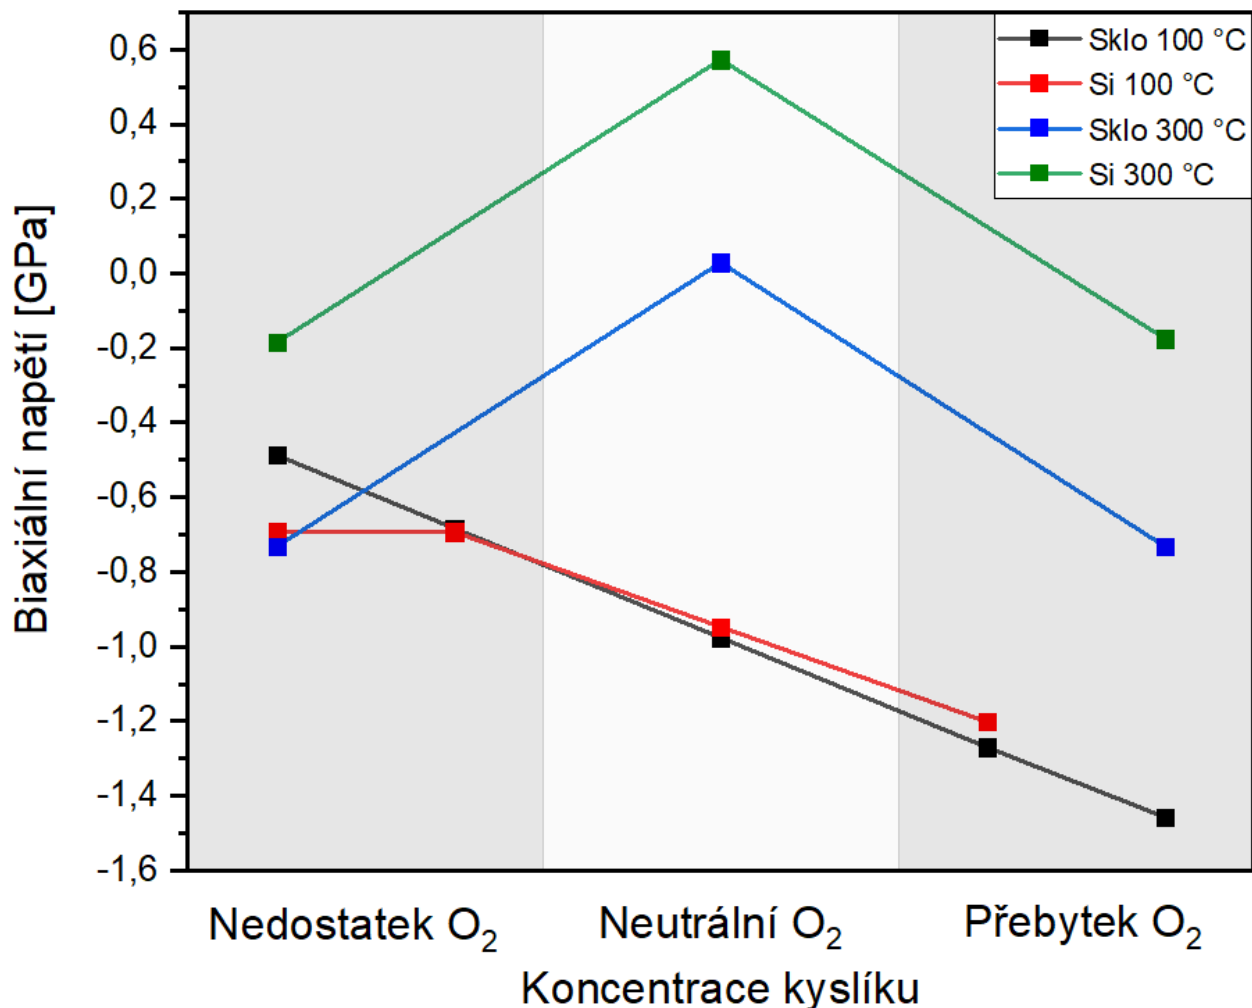 Biaxiální napětí [GPa]
0,6
0,4
0,2
0,0
-0,2
-0,4
-0,6
-0,8
-1,0
-1,2
-1,4
-1,6
Sklo 100 °C
Si 100 °C
Sklo 300 °C
Si 300 °C
Nedostatek O₂
Neutrální O₂
Přebytek O₂
Koncentrace kyslíku